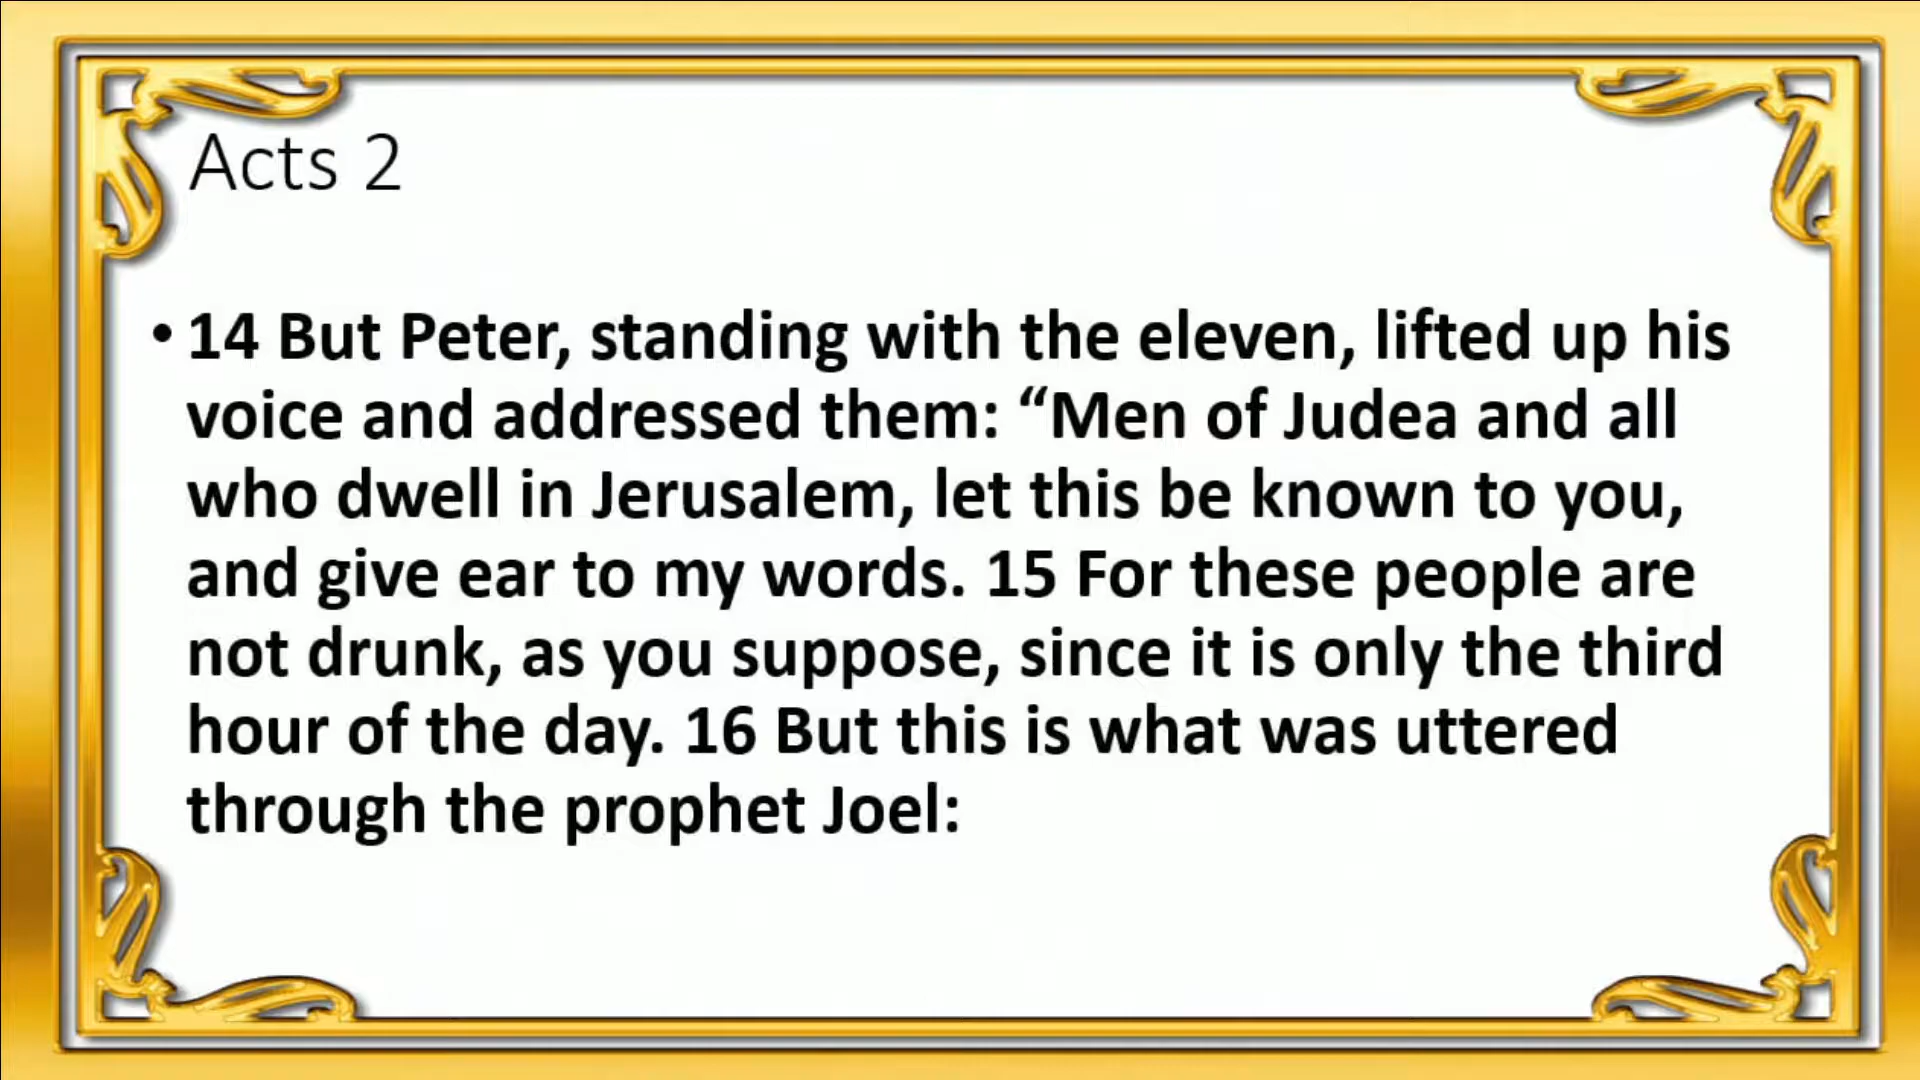 Acts 2
• 14 But Peter, standing with the eleven, lifted up his
voice and addressed them: “Men of Judea and all
who dwell in Jerusalem, let this be known to you,
and give ear to my words. 15 For these people are
not drunk, as you suppose, since it is only the third
hour of the day. 16 But this is what was uttered
through the prophet Joel: